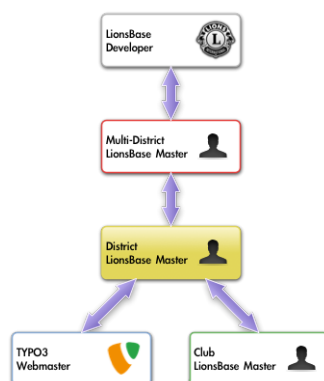 LionsBase
Developer
LIONS
L
Multi-District
LionsBase Master
District
LionsBase Master
TYPO3
Webmaster
Club
LionsBase Master